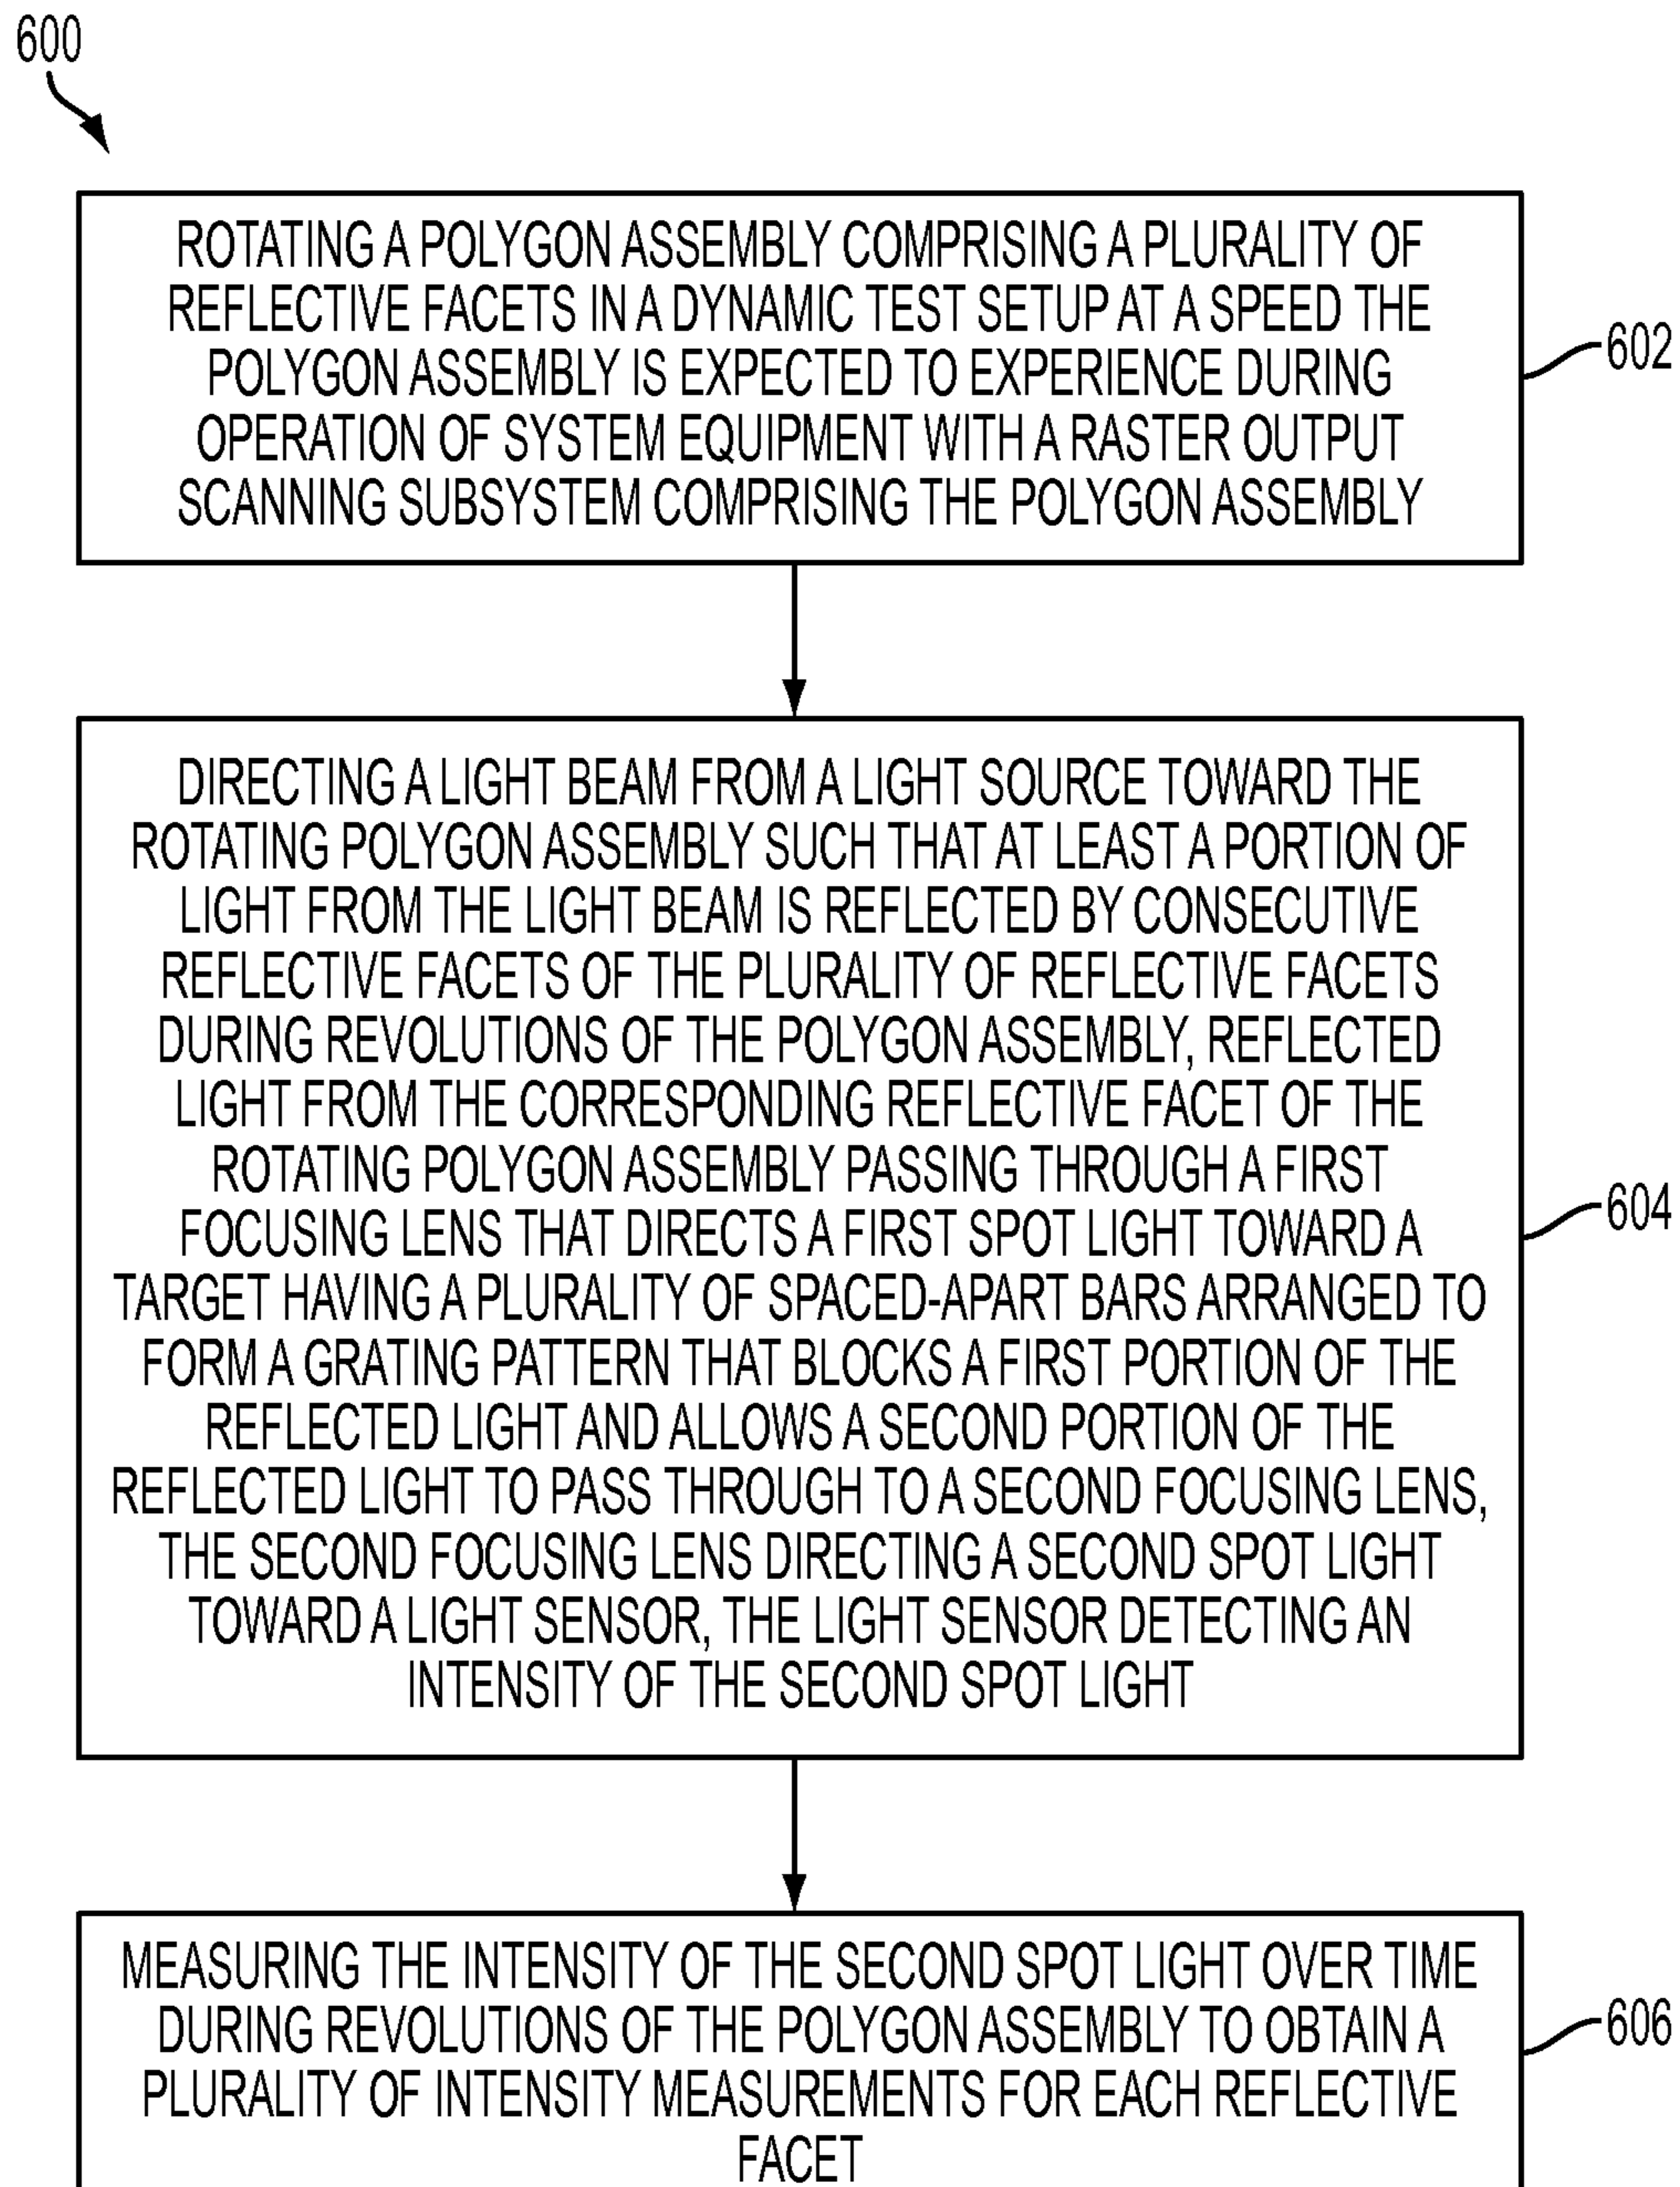 600
ROTATING A POLYGON ASSEMBLY COMPRISING A PLURALITY OF
REFLECTIVE FACETS IN A DYNAMIC TEST SETUP AT A SPEED THE
POLYGON ASSEMBLY IS EXPECTED TO EXPERIENCE DURING
OPERATION OF SYSTEM EQUIPMENT WITH A RASTER OUTPUT
SCANNING SUBSYSTEM COMPRISING THE POLYGON ASSEMBLY
602
DIRECTING A LIGHT BEAM FROM A LIGHT SOURCE TOWARD THE
ROTATING POLYGON ASSEMBLY SUCH THAT AT LEAST A PORTION OF
LIGHT FROM THE LIGHT BEAM IS REFLECTED BY CONSECUTIVE
REFLECTIVE FACETS OF THE PLURALITY OF REFLECTIVE FACETS
DURING REVOLUTIONS OF THE POLYGON ASSEMBLY, REFLECTED
LIGHT FROM THE CORRESPONDING REFLECTIVE FACET OF THE
ROTATING POLYGON ASSEMBLY PASSING THROUGH A FIRST
FOCUSING LENS THAT DIRECTS A FIRST SPOT LIGHT TOWARD A
TARGET HAVING A PLURALITY OF SPACED-APART BARS ARRANGED TO
FORM A GRATING PATTERN THAT BLOCKS A FIRST PORTION OF THE
REFLECTED LIGHT AND ALLOWS A SECOND PORTION OF THE
REFLECTED LIGHT TO PASS THROUGH TO A SECOND FOCUSING LENS,
THE SECOND FOCUSING LENS DIRECTING A SECOND SPOT LIGHT
TOWARD A LIGHT SENSOR, THE LIGHT SENSOR DETECTING AN
INTENSITY OF THE SECOND SPOT LIGHT
604
MEASURING THE INTENSITY OF THE SECOND SPOT LIGHT OVER TIME
DURING REVOLUTIONS OF THE POLYGON ASSEMBLY TO OBTAIN A
PLURALITY OF INTENSITY MEASUREMENTS FOR EACH REFLECTIVE
FACET
606